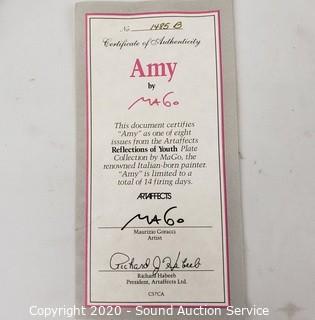 No 1485 B
Certificate of Authenticity
Amy
by
MAGo
This document certifies
"Amy" as one of eight
issues from the Artaffects
Reflections of Youth Plate
Collection by MaGo, the
renowned Italian-born painter.
"Amy" is limited to a
total of 14 firing days.
ARTAFFECTS
MAGo
Maurizio Goracci
Artist
Richard J Habeeb
Richard Habeeb
President, Artaffects Ltd.
C57CA
Copyright © 2020 - Sound Auction Service